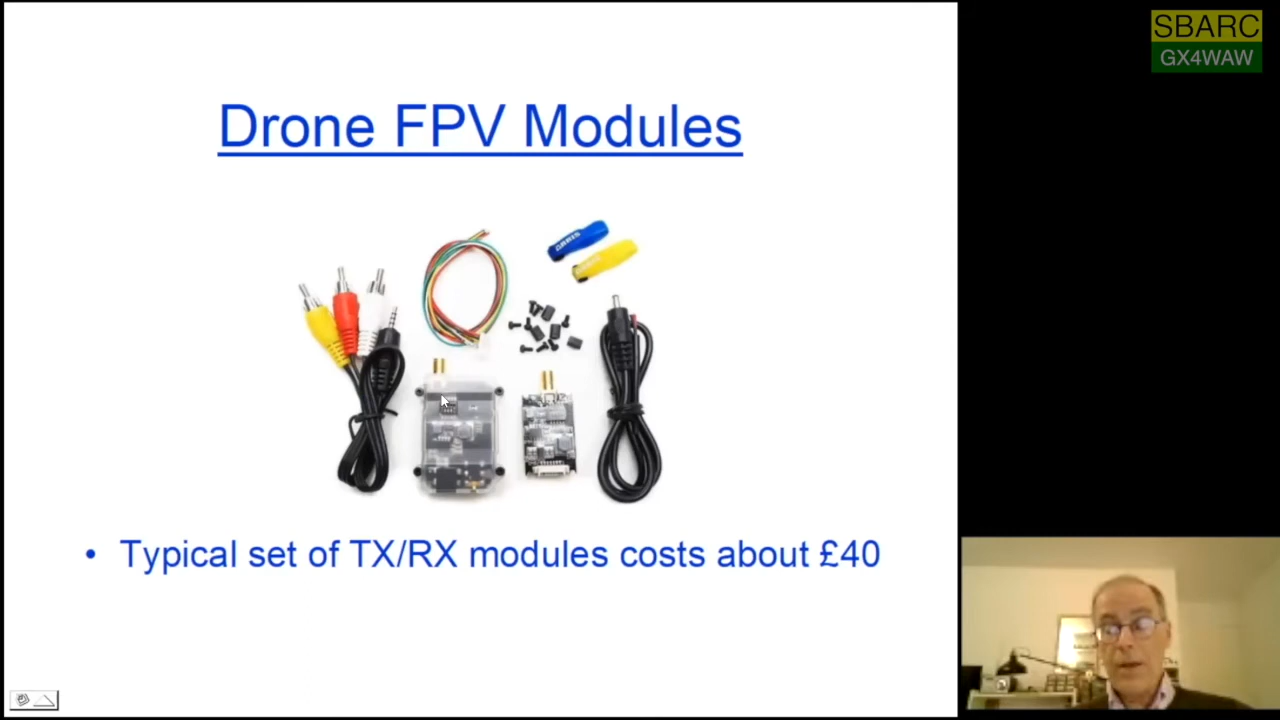 SBARC
GX4WAW
Drone FPV Modules
• Typical set of TX/RX modules costs about £40